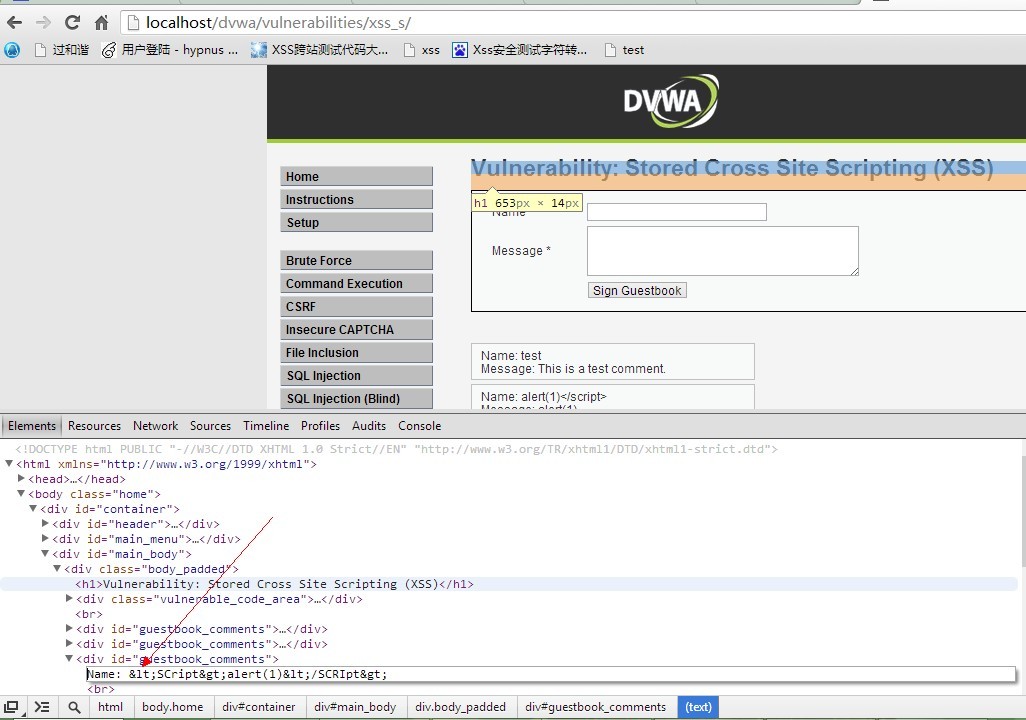 localhost/dvwa/vulnerabilities/xss_s/
过和谐 用户登陆 - hypnus ... XSS跨站测试代码大... xss Xss安全测试字符转... test
DVWA
Vulnerability: Stored Cross Site Scripting (XSS)
h1 653px × 14px
Home
Instructions
Setup
Brute Force
Command Execution
CSRF
Insecure CAPTCHA
File Inclusion
SQL Injection
SQL Injection (Blind)
Name
Message *
Sign Guestbook
Name: test
Message: This is a test comment.
Name: alert(1)</script>
Message: alert(1)
Elements Resources Network Sources Timeline Profiles Audits Console
<!DOCTYPE html PUBLIC "-//W3C//DTD XHTML 1.0 Strict//EN" "http://www.w3.org/TR/xhtml1/DTD/xhtml1-strict.dtd">
▼<html xmlns="http://www.w3.org/1999/xhtml">
▶<head>…</head>
▼<body class="home">
▼<div id="container">
▶<div id="header">…</div>
▶<div id="main_menu">…</div>
▼<div id="main_body">
▼<div class="body_padded">
<h1>Vulnerability: Stored Cross Site Scripting (XSS)</h1>
▶<div class="vulnerable_code_area">…</div>
<br>
▶<div id="guestbook_comments">…</div>
▶<div id="guestbook_comments">…</div>
▼<div id="guestbook_comments">
Name: &lt;SCript&gt;alert(1)&lt;/SCRIpt&gt;
<br>
html body.home div#container div#main_body div.body_padded div#guestbook_comments (text)